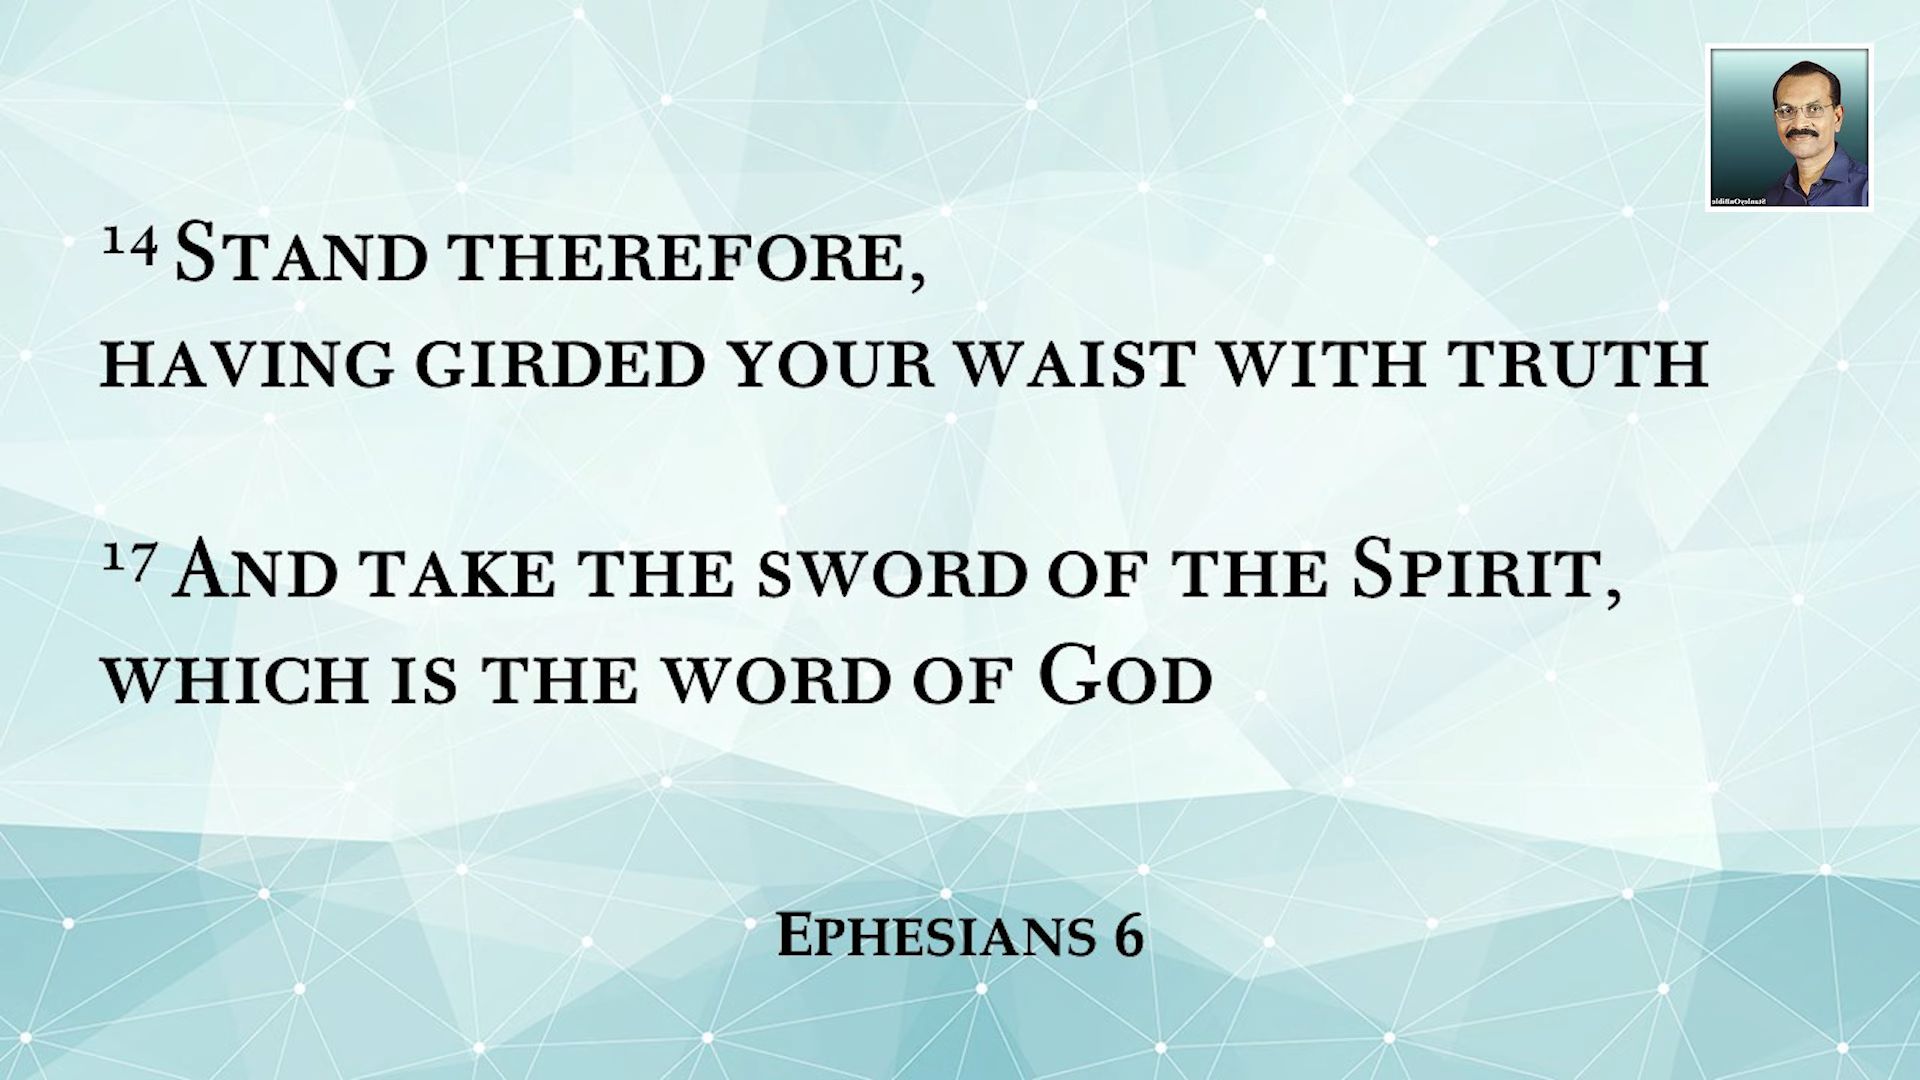 14 Stand therefore,
having girded your waist with truth
17 And take the sword of the Spirit,
which is the word of God
Ephesians 6
StanleyOnBible